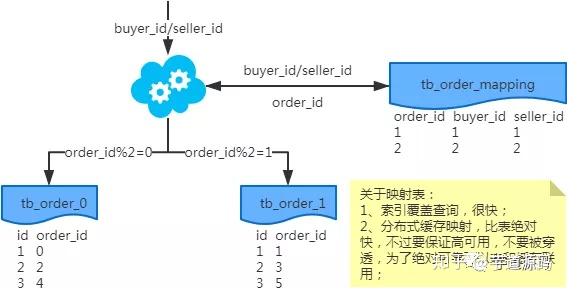 buyer_id/seller_id
buyer_id/seller_id
order_id
tb_order_mapping
order_id buyer_id seller_id
1 1 1
2 2 2
order_id%2=0
order_id%2=1
tb_order_0
id order_id
1 0
2 2
3 4
tb_order_1
id order_id
1 1
2 3
3 5
关于映射表：
1、索引覆盖查询，很快；
2、分布式缓存映射，比表绝对
快，不过要保证高可用，不要被穿
透，为了绝对
用；
知乎 @芋道源码